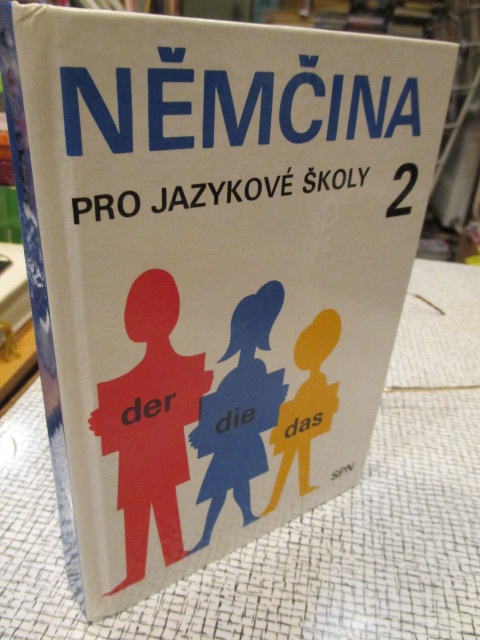 NĚMČINA
PRO JAZYKOVÉ ŠKOLY 2
der
die
das
SPN